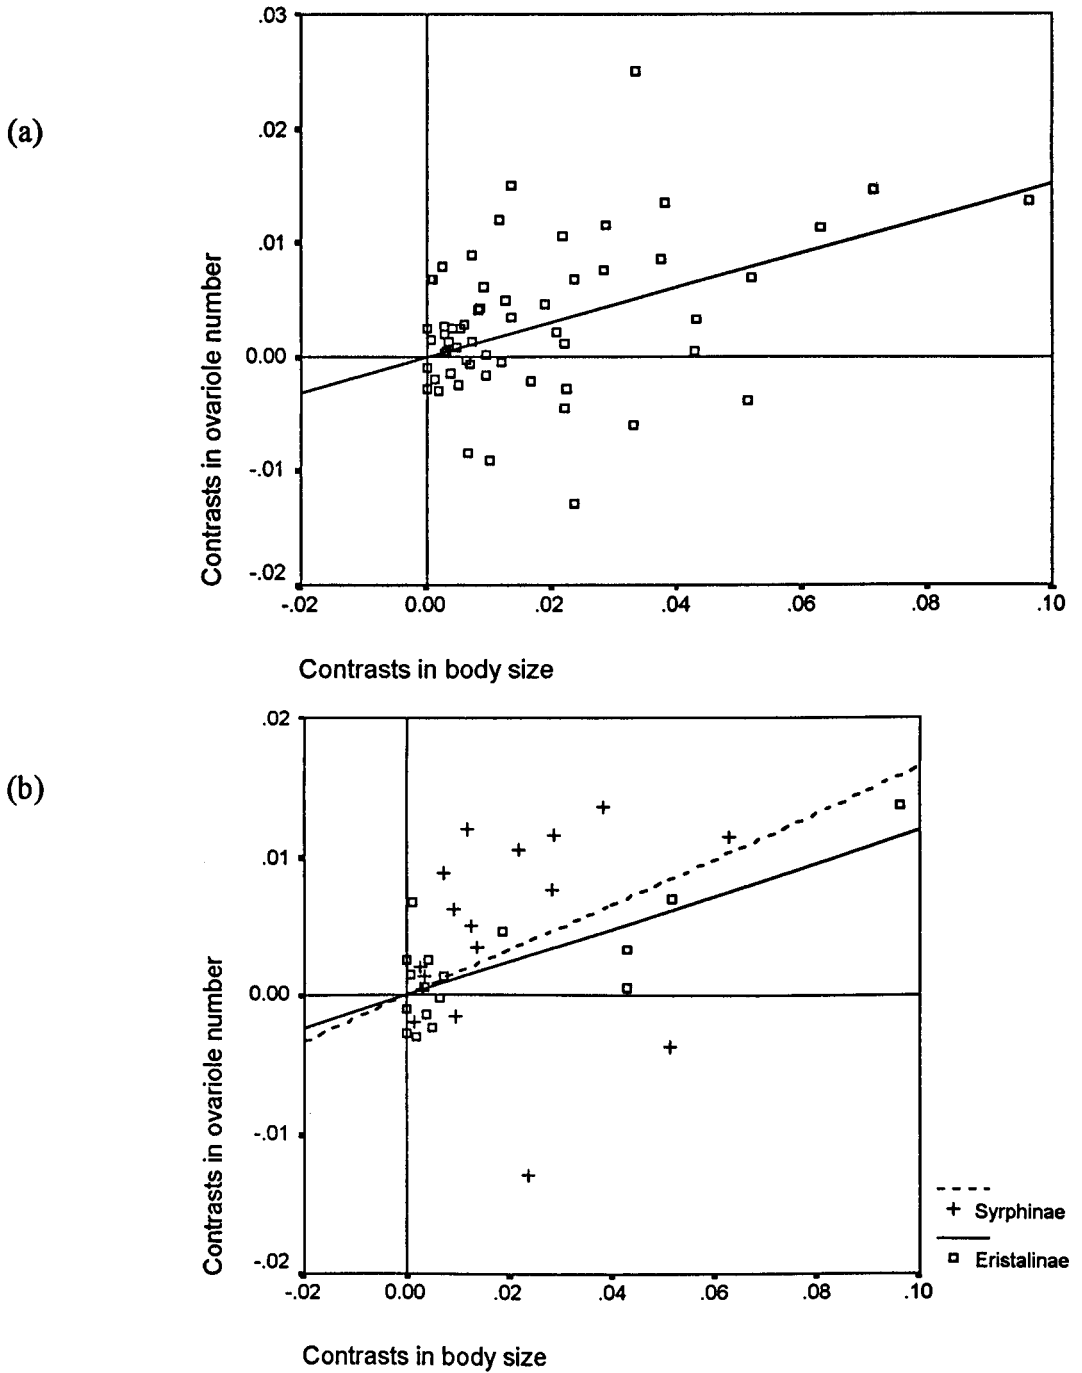 (a)
Contrasts in ovariole number
.03
.02
.01
0.00
-.01
-.02
-.02 0.00 .02 .04 .06 .08 .10
Contrasts in body size
(b)
Contrasts in ovariole number
.02
.01
0.00
-.01
-.02
-.02 0.00 .02 .04 .06 .08 .10
Contrasts in body size
Syrphinae
Eristalinae